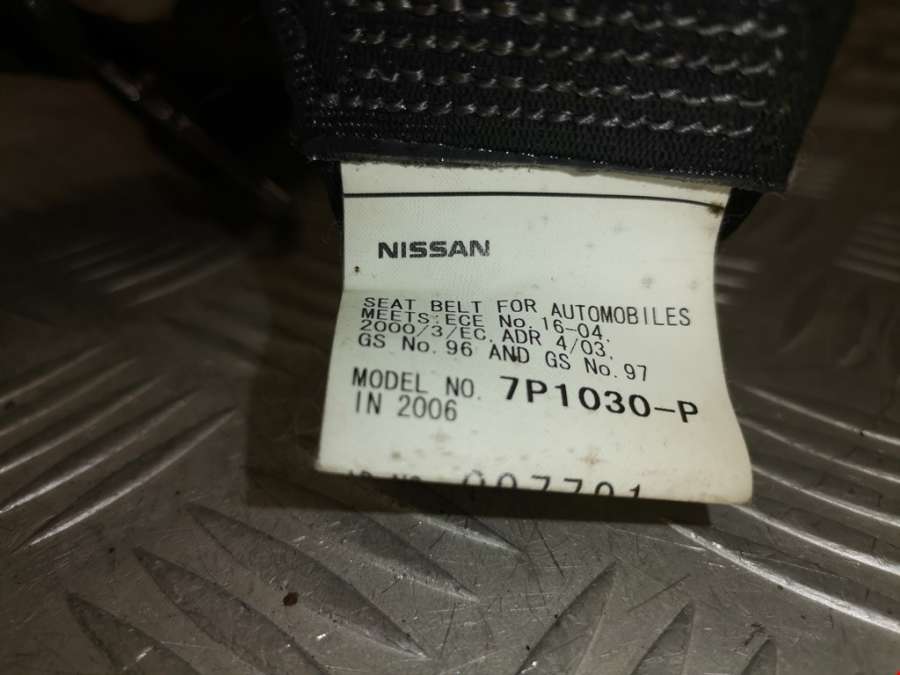 NISSAN
SEAT BELT FOR AUTOMOBILES
MEETS:ECE No. 16-04,
2000/3/EC, ADR 4/03,
GS No. 96 AND GS No. 97
MODEL NO. 7P1030-P
IN 2006